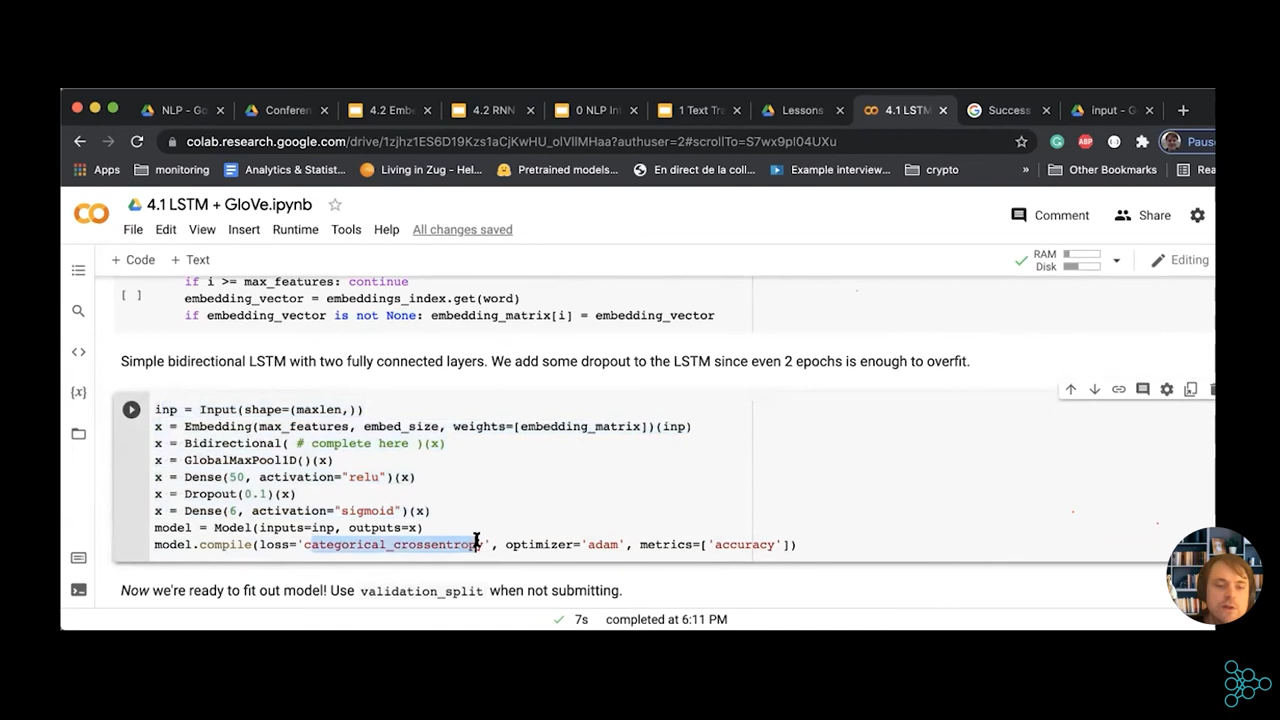 NLP - Go
Conferen
4.2 Emb
4.2 RNN
0 NLP In
1 Text Tra
Lessons
4.1 LSTM
Success
input - G
colab.research.google.com/drive/1zjhz1ES6D19Kzs1aCjKwHU_olVllMHaa?authuser=2#scrollTo=S7wx9pl04UXu
ABP
Pause
Apps
monitoring
Analytics & Statist...
Living in Zug - Hel...
Pretrained models...
En direct de la coll...
Example interview...
crypto
»
Other Bookmarks
Rea
4.1 LSTM + GloVe.ipynb
Comment
Share
File Edit View Insert Runtime Tools Help All changes saved
+ Code + Text
RAM
Disk
Editing
if i >= max_features: continue
[ ] embedding_vector = embeddings_index.get(word)
if embedding_vector is not None: embedding_matrix[i] = embedding_vector
Simple bidirectional LSTM with two fully connected layers. We add some dropout to the LSTM since even 2 epochs is enough to overfit.
inp = Input(shape=(maxlen,))
x = Embedding(max_features, embed_size, weights=[embedding_matrix])(inp)
x = Bidirectional( # complete here )(x)
x = GlobalMaxPool1D()(x)
x = Dense(50, activation="relu")(x)
x = Dropout(0.1)(x)
x = Dense(6, activation="sigmoid")(x)
model = Model(inputs=inp, outputs=x)
model.compile(loss='categorical_crossentropy', optimizer='adam', metrics=['accuracy'])
Now we're ready to fit out model! Use validation_split when not submitting.
7s completed at 6:11 PM